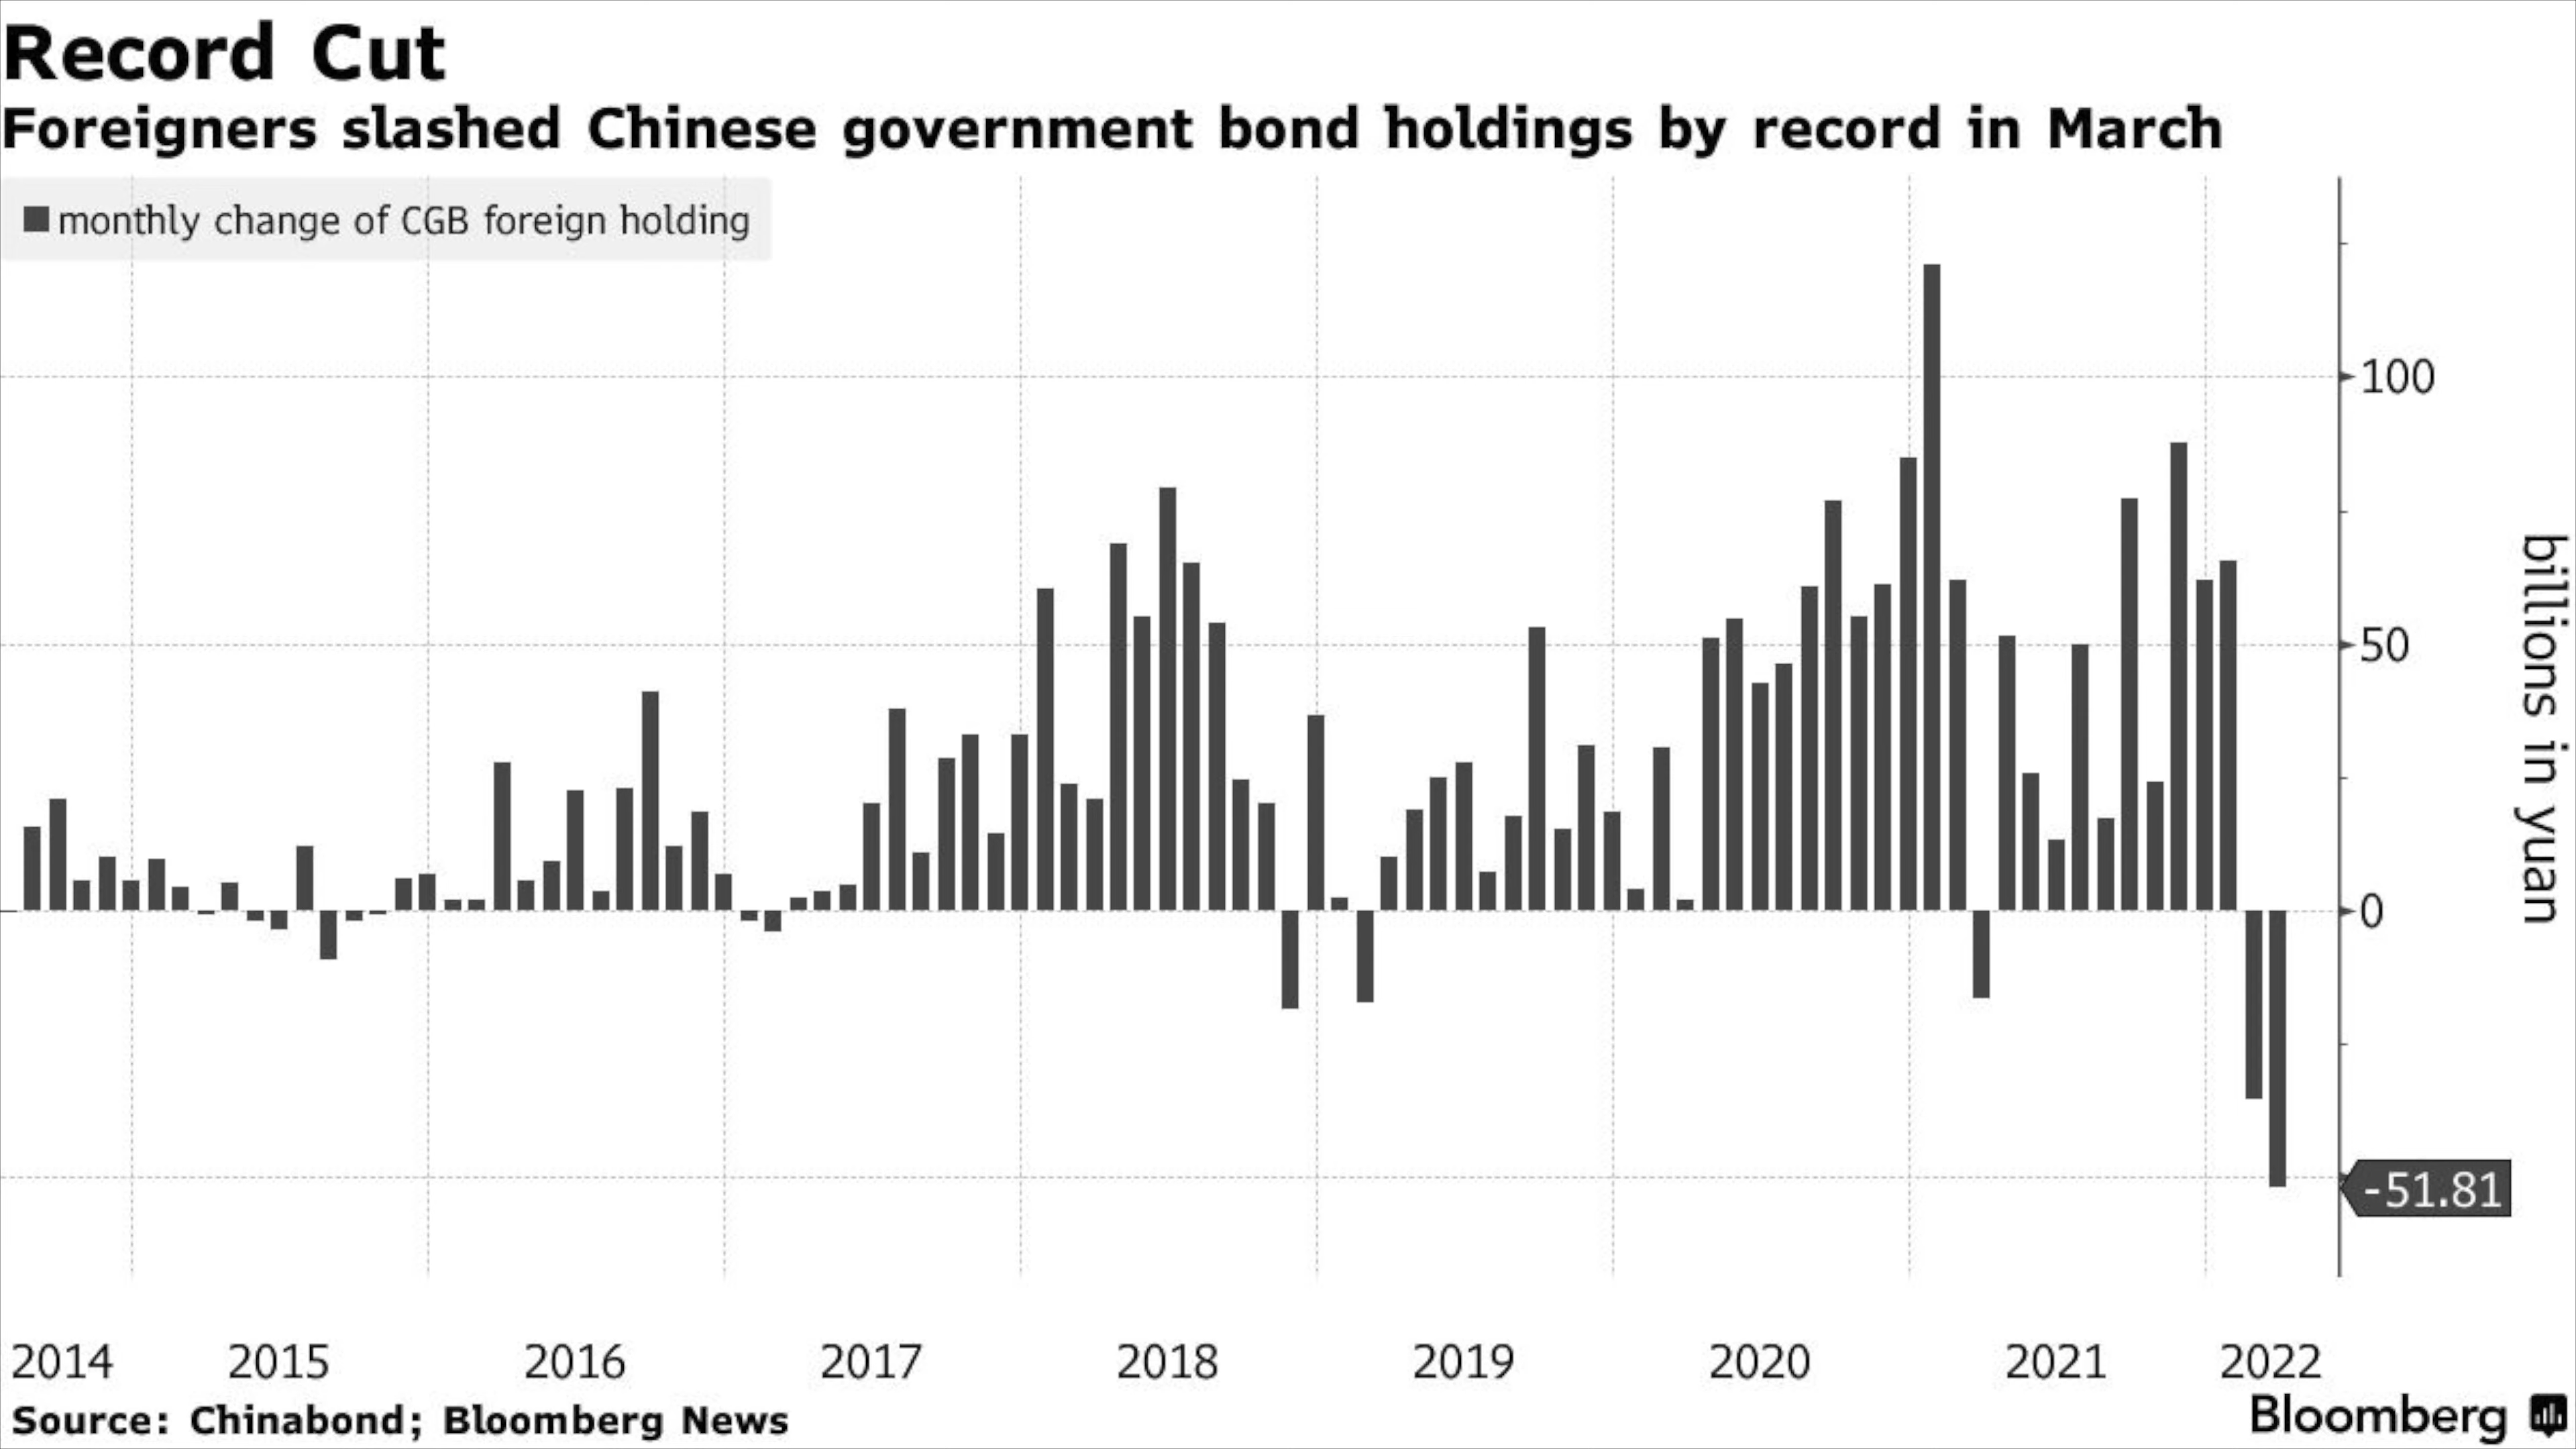 Record Cut
Foreigners slashed Chinese government bond holdings by record in March
monthly change of CGB foreign holding
100
50
0
-51.81
billions in yuan
2014 2015 2016 2017 2018 2019 2020 2021 2022
Source: Chinabond; Bloomberg News
Bloomberg